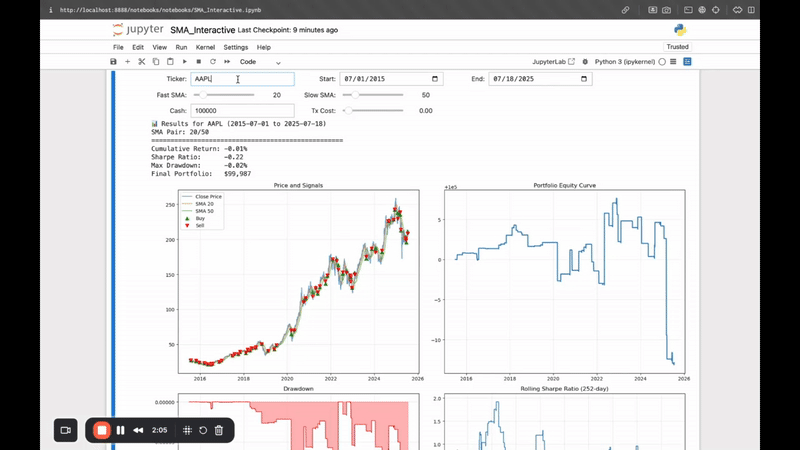 http://localhost:8888/notebooks/notebooks/SMA_Interactive.ipynb
jupyter SMA_Interactive Last Checkpoint: 9 minutes ago
File Edit View Run Kernel Settings Help Trusted
Code JupyterLab Python 3 (ipykernel)
Ticker: AAPL Start: 07/01/2015 End: 07/18/2025
Fast SMA: 20 Slow SMA: 50
Cash: 100000 Tx Cost: 0.00
Results for AAPL (2015-07-01 to 2025-07-18)
SMA Pair: 20/50
Cumulative Return: -0.01%
Sharpe Ratio: -0.22
Max Drawdown: -0.02%
Final Portfolio: $99,987
Price and Signals
Close Price
SMA 20
SMA 50
Buy
Sell
250
200
150
100
50
2016 2018 2020 2022 2024 2026
Portfolio Equity Curve
+1e5
5
0
−5
−10
2016 2018 2020 2022 2024 2026
Drawdown
0.00000
Rolling Sharpe Ratio (252-day)
2.0
1.5
1.0
0.5
2:05